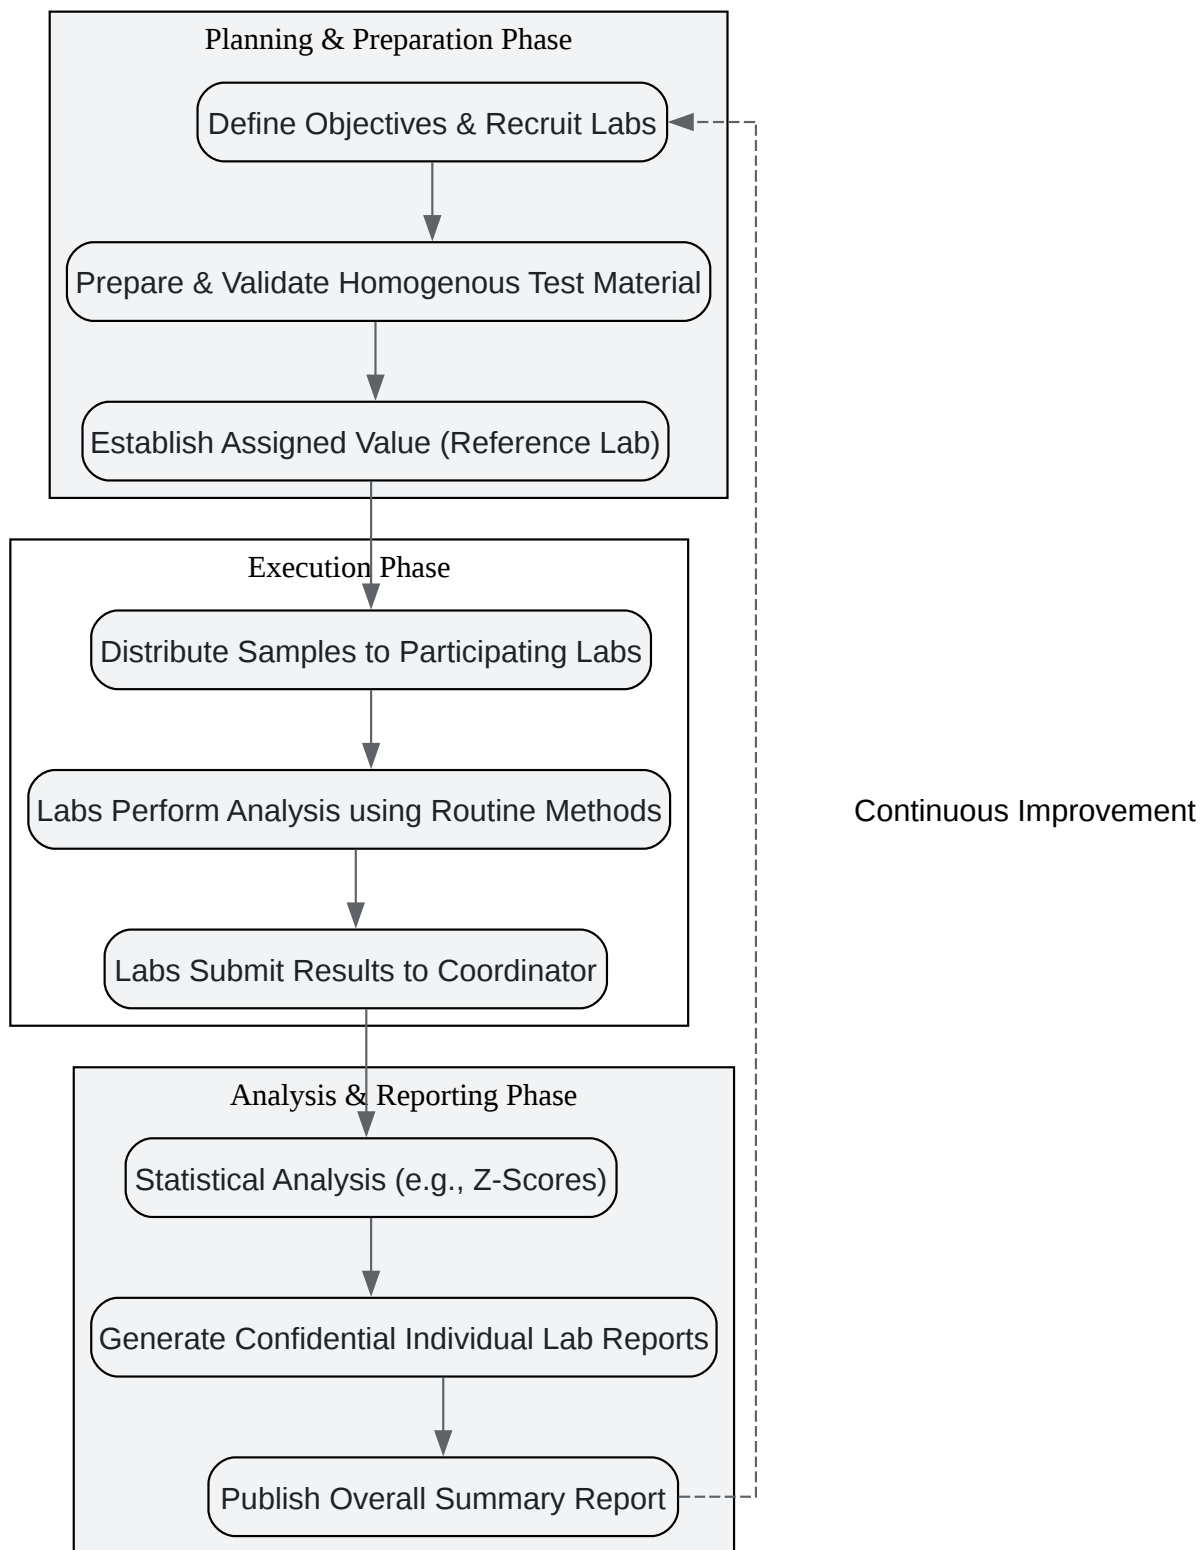 Planning & Preparation Phase
Define Objectives & Recruit Labs
Prepare & Validate Homogenous Test Material
Establish Assigned Value (Reference Lab)
Execution Phase
Distribute Samples to Participating Labs
Labs Perform Analysis using Routine Methods
Continuous Improvement
Labs Submit Results to Coordinator
Analysis & Reporting Phase
Statistical Analysis (e.g., Z-Scores)
Generate Confidential Individual Lab Reports
Publish Overall Summary Report